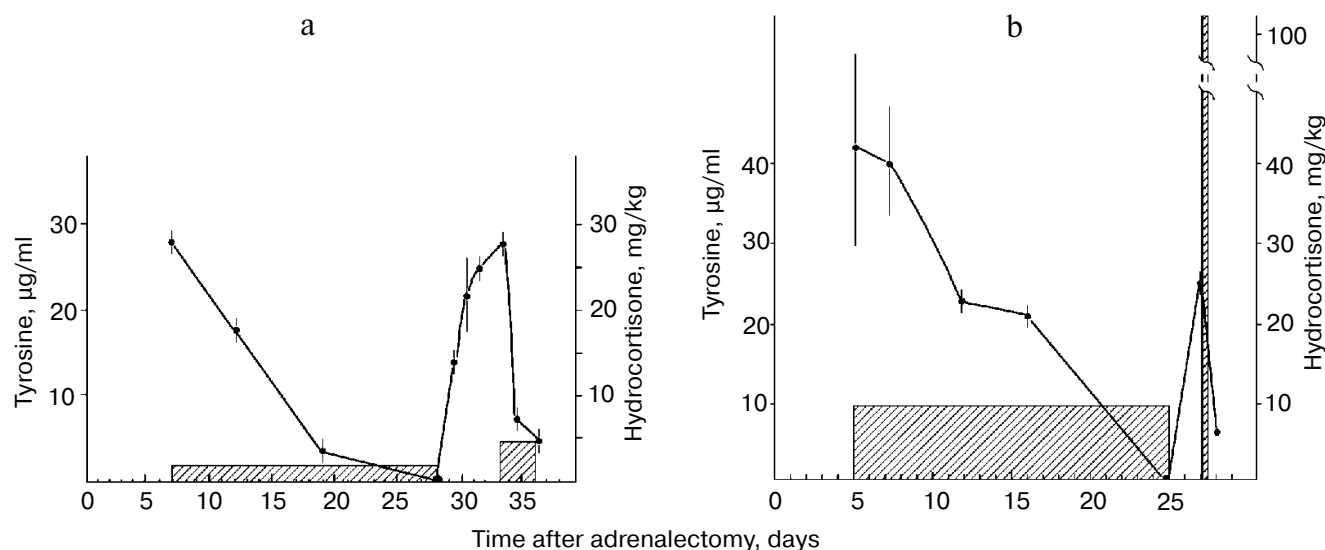 a
b
Tyrosine, µg/ml
30
20
10
30
20
10
Hydrocortisone, mg/kg
0 5 10 15 20 25 30 35
Tyrosine, µg/ml
40
30
20
10
100
40
30
20
10
Hydrocortisone, mg/kg
0 5 10 15 20 25
Time after adrenalectomy, days